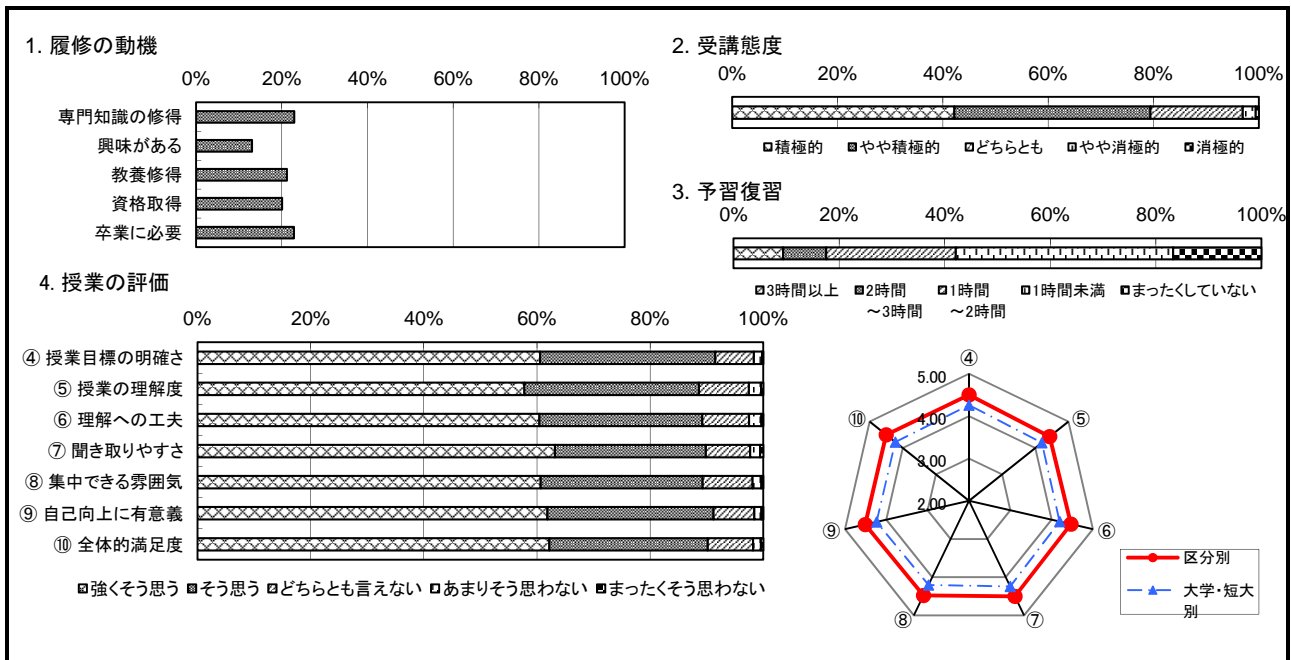 1. 履修の動機
0% 20% 40% 60% 80% 100%
専門知識の修得
興味がある
教養修得
資格取得
卒業に必要
2. 受講態度
0% 20% 40% 60% 80% 100%
積極的 やや積極的 どちらとも やや消極的 消極的
3. 予習復習
0% 20% 40% 60% 80% 100%
3時間以上 2時間 1時間 1時間未満 まったくしていない
～3時間 ～2時間
4. 授業の評価
0% 20% 40% 60% 80% 100%
④ 授業目標の明確さ
⑤ 授業の理解度
⑥ 理解への工夫
⑦ 聞き取りやすさ
⑧ 集中できる雰囲気
⑨ 自己向上に有意義
⑩ 全体的満足度
強くそう思う そう思う どちらとも言えない あまりそう思わない まったくそう思わない
④
5.00
⑩ ⑤
4.00
3.00
2.00
⑨ ⑥
⑧ ⑦
区分別
大学・短大
別